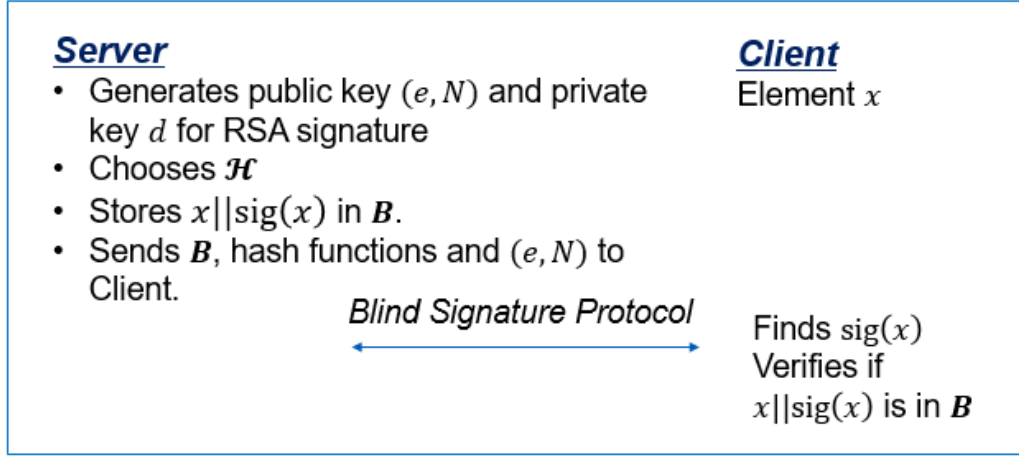 Server
• Generates public key (e, N) and private
key d for RSA signature
• Chooses 𝓗
• Stores x||sig(x) in B.
• Sends B, hash functions and (e, N) to
Client.
Client
Element x
Blind Signature Protocol
Finds sig(x)
Verifies if
x||sig(x) is in B